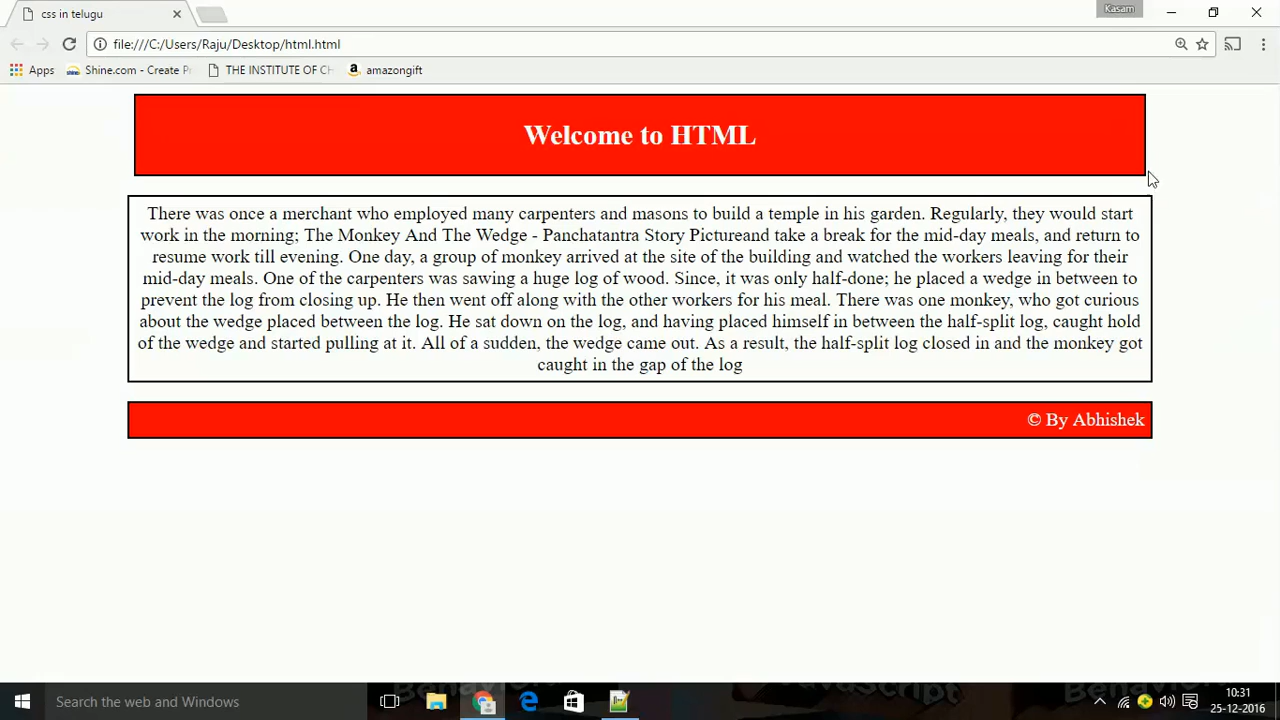 css in telugu
Kasam
file:///C:/Users/Raju/Desktop/html.html
Apps
Shine.com - Create Pr
THE INSTITUTE OF CH
amazongift
Welcome to HTML
There was once a merchant who employed many carpenters and masons to build a temple in his garden. Regularly, they would start
work in the morning; The Monkey And The Wedge - Panchatantra Story Pictureand take a break for the mid-day meals, and return to
resume work till evening. One day, a group of monkey arrived at the site of the building and watched the workers leaving for their
mid-day meals. One of the carpenters was sawing a huge log of wood. Since, it was only half-done; he placed a wedge in between to
prevent the log from closing up. He then went off along with the other workers for his meal. There was one monkey, who got curious
about the wedge placed between the log. He sat down on the log, and having placed himself in between the half-split log, caught hold
of the wedge and started pulling at it. All of a sudden, the wedge came out. As a result, the half-split log closed in and the monkey got
caught in the gap of the log
© By Abhishek
Search the web and Windows
10:31
25-12-2016